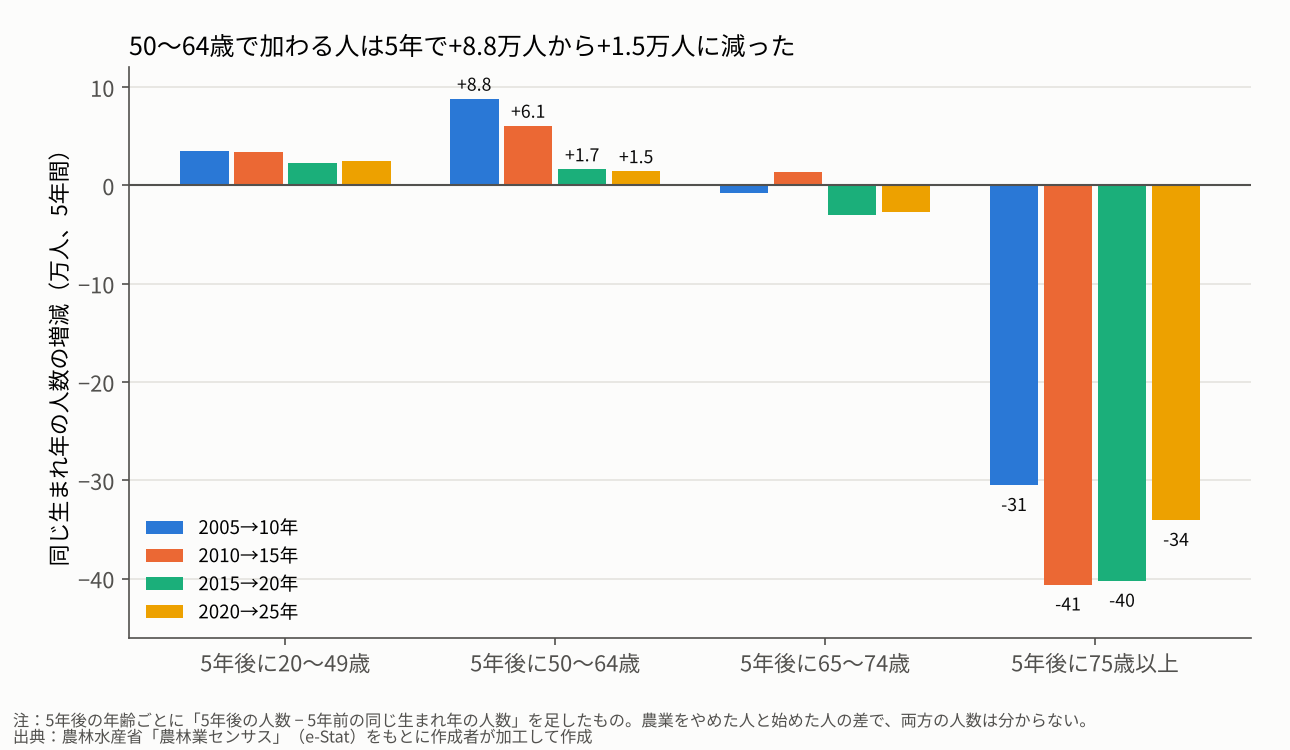 50～64歳で加わる人は5年で+8.8万人から+1.5万人に減った
同じ生まれ年の人数の増減（万人、5年間）
10
0
−10
−20
−30
−40
+8.8
+6.1
+1.7
+1.5
-31
-41
-40
-34
2005→10年
2010→15年
2015→20年
2020→25年
5年後に20～49歳
5年後に50～64歳
5年後に65～74歳
5年後に75歳以上
注：5年後の年齢ごとに「5年後の人数 − 5年前の同じ生まれ年の人数」を足したもの。農業をやめた人と始めた人の差で、両方の人数は分からない。
出典：農林水産省「農林業センサス」（e-Stat）をもとに作成者が加工して作成